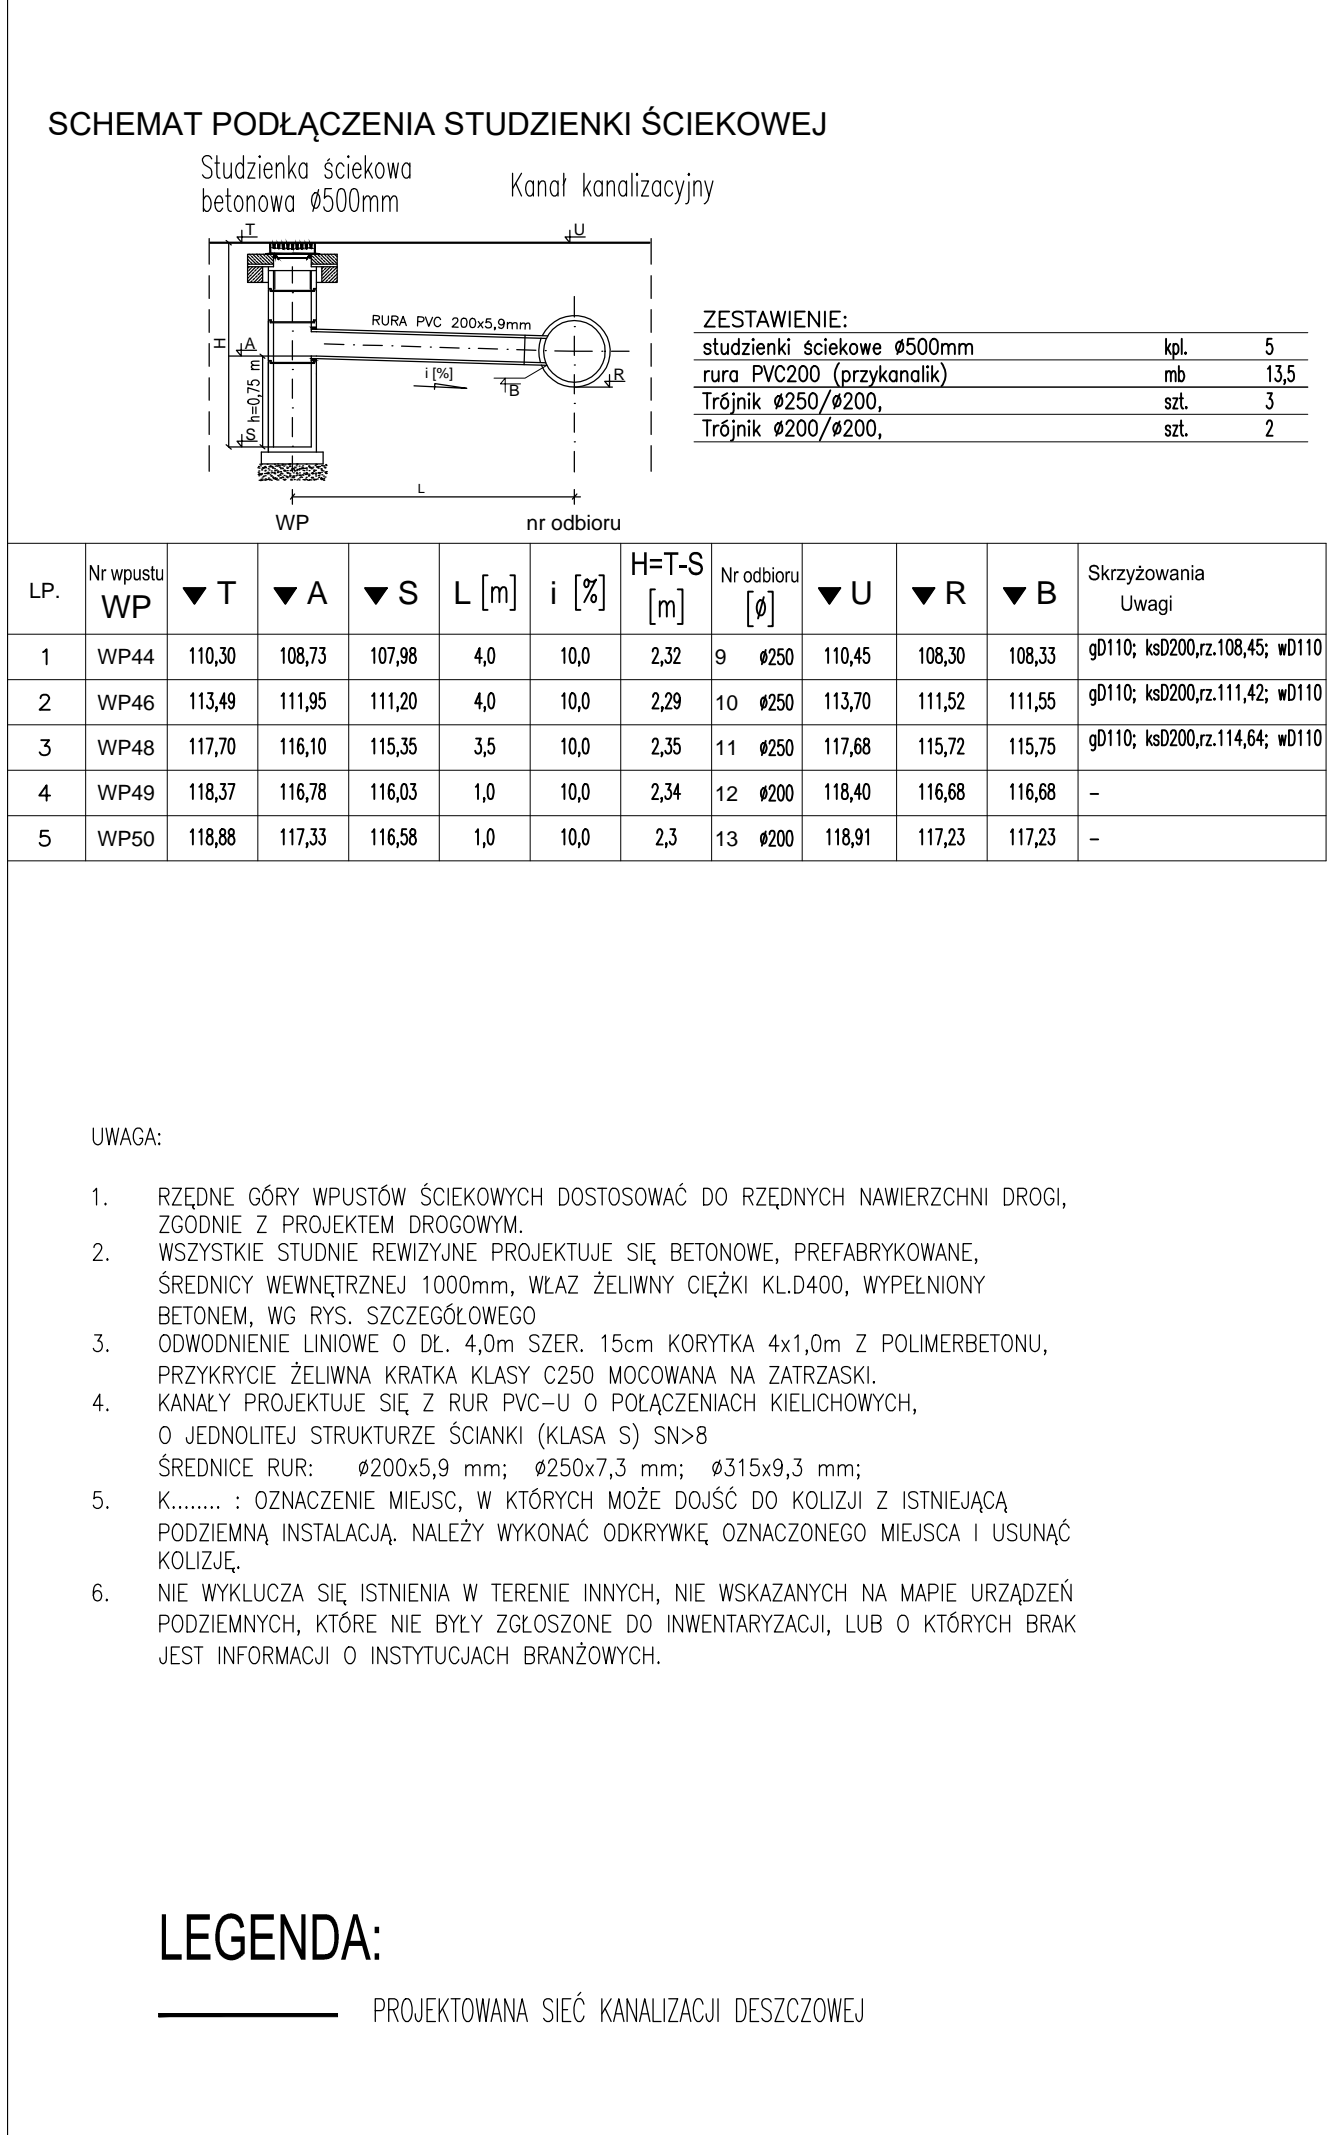 SCHEMAT PODŁĄCZENIA STUDZIENKI ŚCIEKOWEJ
Studzienka ściekowa
betonowa ø500mm
Kanał kanalizacyjny
T
U
RURA PVC 200x5,9mm
H
A
i [%]
B
R
h=0,75 m
S
L
WP
nr odbioru
ZESTAWIENIE:
studzienki ściekowe ø500mm kpl. 5
rura PVC200 (przykanalik) mb 13,5
Trójnik ø250/ø200, szt. 3
Trójnik ø200/ø200, szt. 2
LP. Nr wpustu WP ▼ T ▼ A ▼ S L [m] i [%] H=T-S [m] Nr odbioru [ø] ▼ U ▼ R ▼ B Skrzyżowania Uwagi
1 WP44 110,30 108,73 107,98 4,0 10,0 2,32 9 ø250 110,45 108,30 108,33 gD110; ksD200,rz.108,45; wD110
2 WP46 113,49 111,95 111,20 4,0 10,0 2,29 10 ø250 113,70 111,52 111,55 gD110; ksD200,rz.111,42; wD110
3 WP48 117,70 116,10 115,35 3,5 10,0 2,35 11 ø250 117,68 115,72 115,75 gD110; ksD200,rz.114,64; wD110
4 WP49 118,37 116,78 116,03 1,0 10,0 2,34 12 ø200 118,40 116,68 116,68 –
5 WP50 118,88 117,33 116,58 1,0 10,0 2,3 13 ø200 118,91 117,23 117,23 –
UWAGA:
1. RZĘDNE GÓRY WPUSTÓW ŚCIEKOWYCH DOSTOSOWAĆ DO RZĘDNYCH NAWIERZCHNI DROGI,
ZGODNIE Z PROJEKTEM DROGOWYM.
2. WSZYSTKIE STUDNIE REWIZYJNE PROJEKTUJE SIĘ BETONOWE, PREFABRYKOWANE,
ŚREDNICY WEWNĘTRZNEJ 1000mm, WŁAZ ŻELIWNY CIĘŻKI KL.D400, WYPEŁNIONY
BETONEM, WG RYS. SZCZEGÓŁOWEGO
3. ODWODNIENIE LINIOWE O DŁ. 4,0m SZER. 15cm KORYTKA 4x1,0m Z POLIMERBETONU,
PRZYKRYCIE ŻELIWNA KRATKA KLASY C250 MOCOWANA NA ZATRZASKI.
4. KANAŁY PROJEKTUJE SIĘ Z RUR PVC–U O POŁĄCZENIACH KIELICHOWYCH,
O JEDNOLITEJ STRUKTURZE ŚCIANKI (KLASA S) SN>8
ŚREDNICE RUR: ø200x5,9 mm; ø250x7,3 mm; ø315x9,3 mm;
5. K........ : OZNACZENIE MIEJSC, W KTÓRYCH MOŻE DOJŚĆ DO KOLIZJI Z ISTNIEJĄCĄ
PODZIEMNĄ INSTALACJĄ. NALEŻY WYKONAĆ ODKRYWKĘ OZNACZONEGO MIEJSCA I USUNĄĆ
KOLIZJĘ.
6. NIE WYKLUCZA SIĘ ISTNIENIA W TERENIE INNYCH, NIE WSKAZANYCH NA MAPIE URZĄDZEŃ
PODZIEMNYCH, KTÓRE NIE BYŁY ZGŁOSZONE DO INWENTARYZACJI, LUB O KTÓRYCH BRAK
JEST INFORMACJI O INSTYTUCJACH BRANŻOWYCH.
LEGENDA:
PROJEKTOWANA SIEĆ KANALIZACJI DESZCZOWEJ